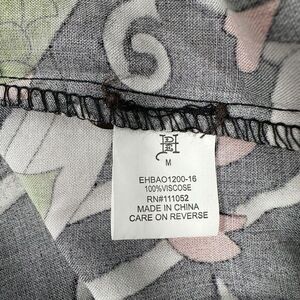 M
EHBAO1200-16
100%VISCOSE
RN#111052
MADE IN CHINA
CARE ON REVERSE